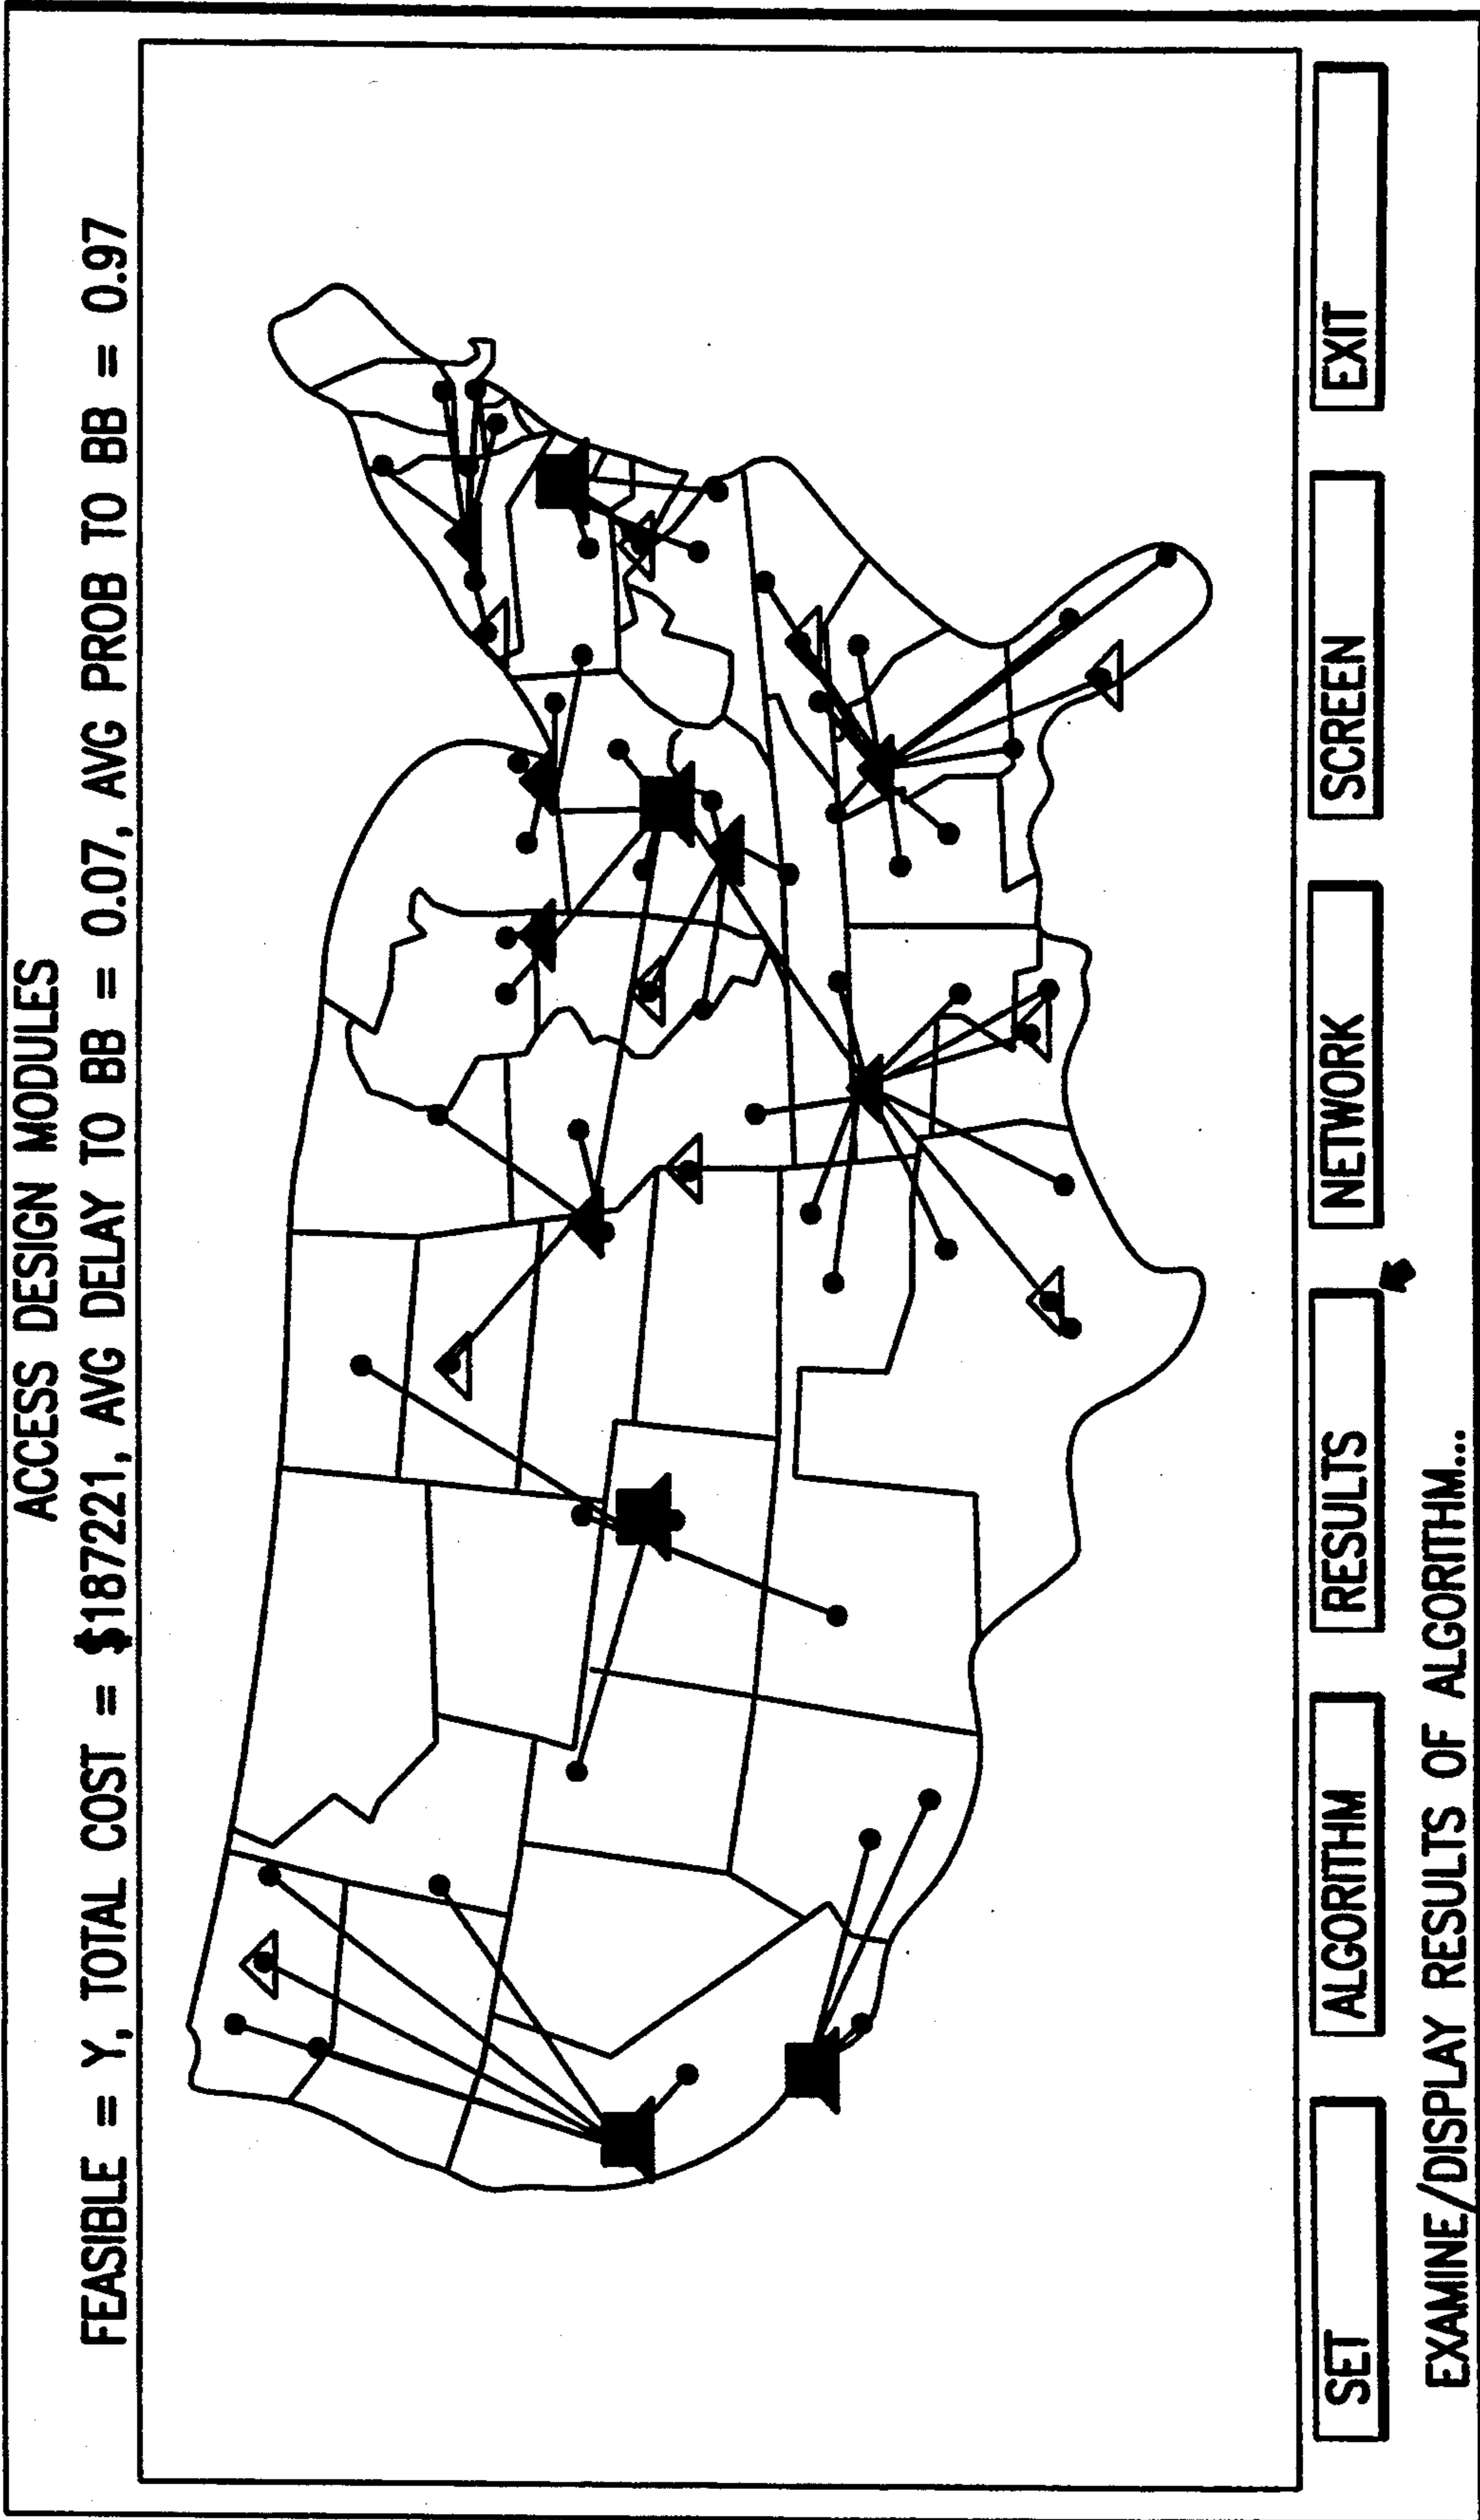 ACCESS DESIGN MODULES
FEASIBLE = Y, TOTAL COST = $187221, AVG DELAY TO BB = 0.07, AVG PROB TO BB = 0.97
SET ALGORITHM RESULTS NETWORK SCREEN EXIT
EXAMINE/DISPLAY RESULTS OF ALGORITHM...